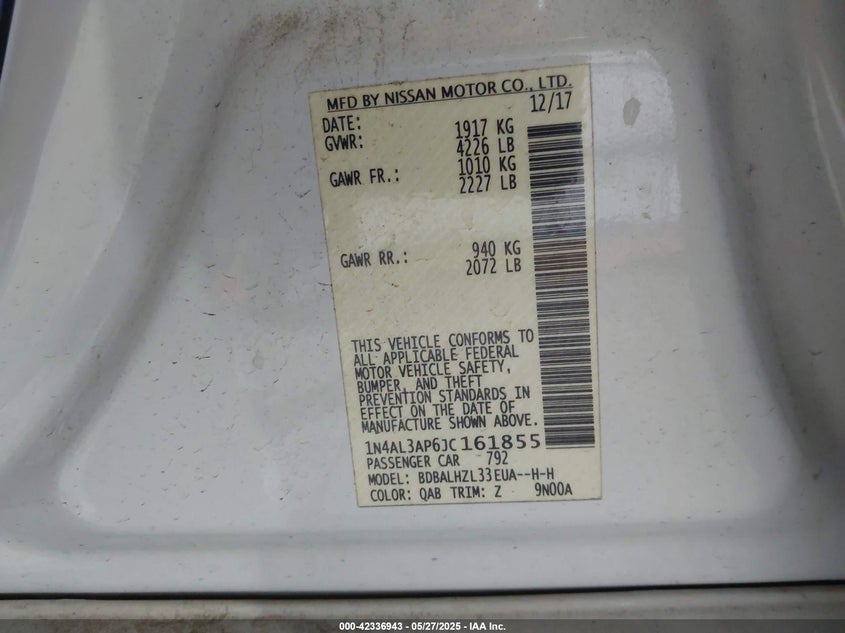 MFD BY NISSAN MOTOR CO., LTD.
DATE: 12/17
GVWR: 1917 KG
4226 LB
GAWR FR.: 1010 KG
2227 LB
GAWR RR.: 940 KG
2072 LB
THIS VEHICLE CONFORMS TO
ALL APPLICABLE FEDERAL
MOTOR VEHICLE SAFETY,
BUMPER, AND THEFT
PREVENTION STANDARDS IN
EFFECT ON THE DATE OF
MANUFACTURE SHOWN ABOVE.
1N4AL3AP6JC161855
PASSENGER CAR 792
MODEL: BDBALHZL33EUA--H-H
COLOR: QAB TRIM: Z 9N00A
000-42336943 - 05/27/2025 - IAA Inc.